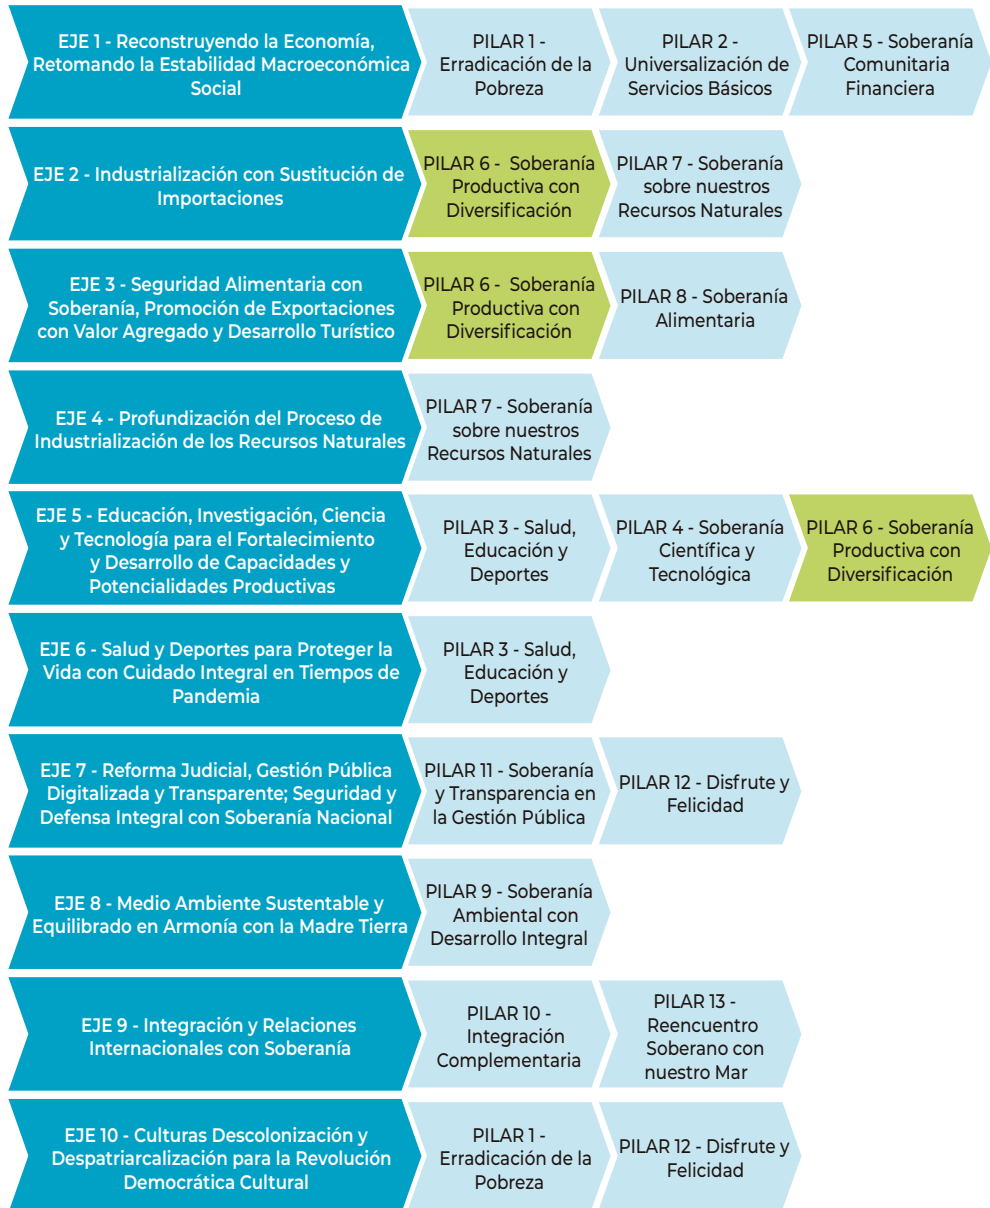 EJE 1 - Reconstruyendo la Economía,
Retomando la Estabilidad Macroeconómica
Social
PILAR 1 -
Erradicación de la
Pobreza
PILAR 2 -
Universalización de
Servicios Básicos
PILAR 5 - Soberanía
Comunitaria
Financiera
EJE 2 - Industrialización con Sustitución de
Importaciones
PILAR 6 - Soberanía
Productiva con
Diversificación
PILAR 7 - Soberanía
sobre nuestros
Recursos Naturales
EJE 3 - Seguridad Alimentaria con
Soberanía, Promoción de Exportaciones
con Valor Agregado y Desarrollo Turístico
PILAR 6 - Soberanía
Productiva con
Diversificación
PILAR 8 - Soberanía
Alimentaria
EJE 4 - Profundización del Proceso de
Industrialización de los Recursos Naturales
PILAR 7 - Soberanía
sobre nuestros
Recursos Naturales
EJE 5 - Educación, Investigación, Ciencia
y Tecnología para el Fortalecimiento
y Desarrollo de Capacidades y
Potencialidades Productivas
PILAR 3 - Salud,
Educación y
Deportes
PILAR 4 - Soberanía
Científica y
Tecnológica
PILAR 6 - Soberanía
Productiva con
Diversificación
EJE 6 - Salud y Deportes para Proteger la
Vida con Cuidado Integral en Tiempos de
Pandemia
PILAR 3 - Salud,
Educación y
Deportes
EJE 7 - Reforma Judicial, Gestión Pública
Digitalizada y Transparente; Seguridad y
Defensa Integral con Soberanía Nacional
PILAR 11 - Soberanía
y Transparencia en
la Gestión Pública
PILAR 12 - Disfrute y
Felicidad
EJE 8 - Medio Ambiente Sustentable y
Equilibrado en Armonía con la Madre Tierra
PILAR 9 - Soberanía
Ambiental con
Desarrollo Integral
EJE 9 - Integración y Relaciones
Internacionales con Soberanía
PILAR 10 -
Integración
Complementaria
PILAR 13 -
Reencuentro
Soberano con
nuestro Mar
EJE 10 - Culturas Descolonización y
Despatriarcalización para la Revolución
Democrática Cultural
PILAR 1 -
Erradicación de la
Pobreza
PILAR 12 - Disfrute y
Felicidad